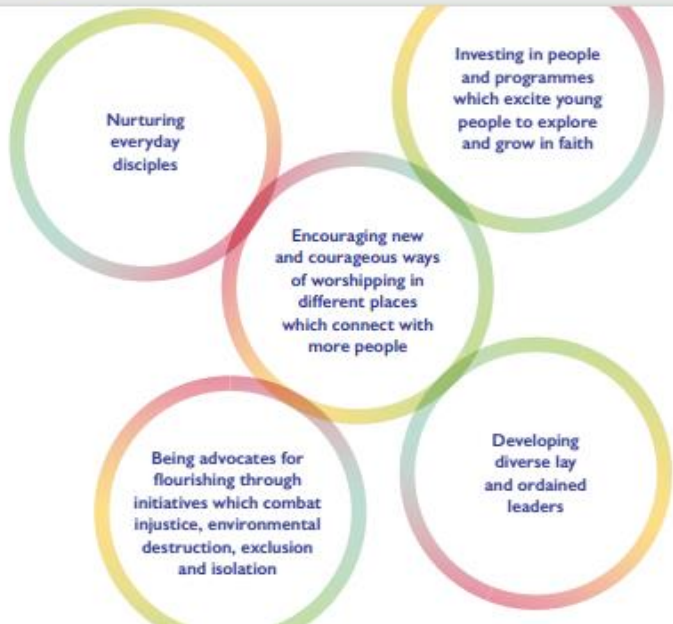 Nurturing
everyday
disciples
Investing in people
and programmes
which excite young
people to explore
and grow in faith
Encouraging new
and courageous ways
of worshipping in
different places
which connect with
more people
Being advocates for
flourishing through
initiatives which combat
injustice, environmental
destruction, exclusion
and isolation
Developing
diverse lay
and ordained
leaders